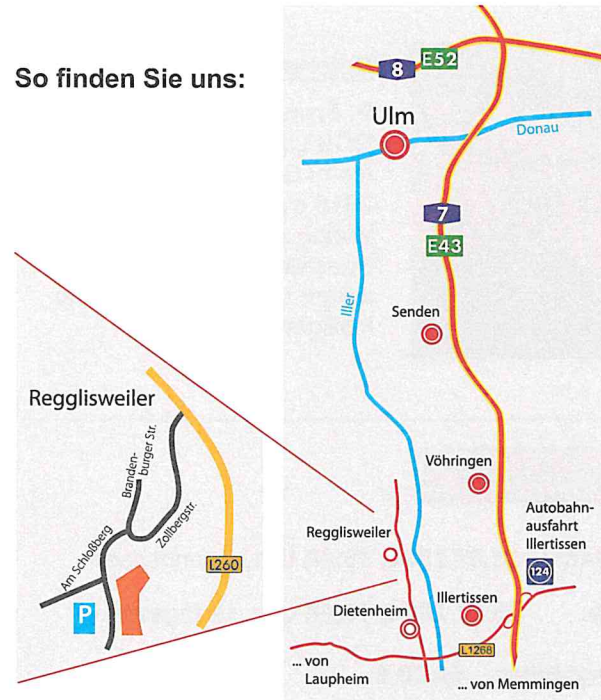 So finden Sie uns:
8
E52
Ulm
Donau
7
E43
Iller
Senden
Vöhringen
Autobahn-
ausfahrt
Illertissen
124
Regglisweiler
Dietenheim
Illertissen
L1268
... von
Laupheim
... von Memmingen
Regglisweiler
Branden-
burger Str.
Zollbergstr.
Am Schloßberg
L260
P